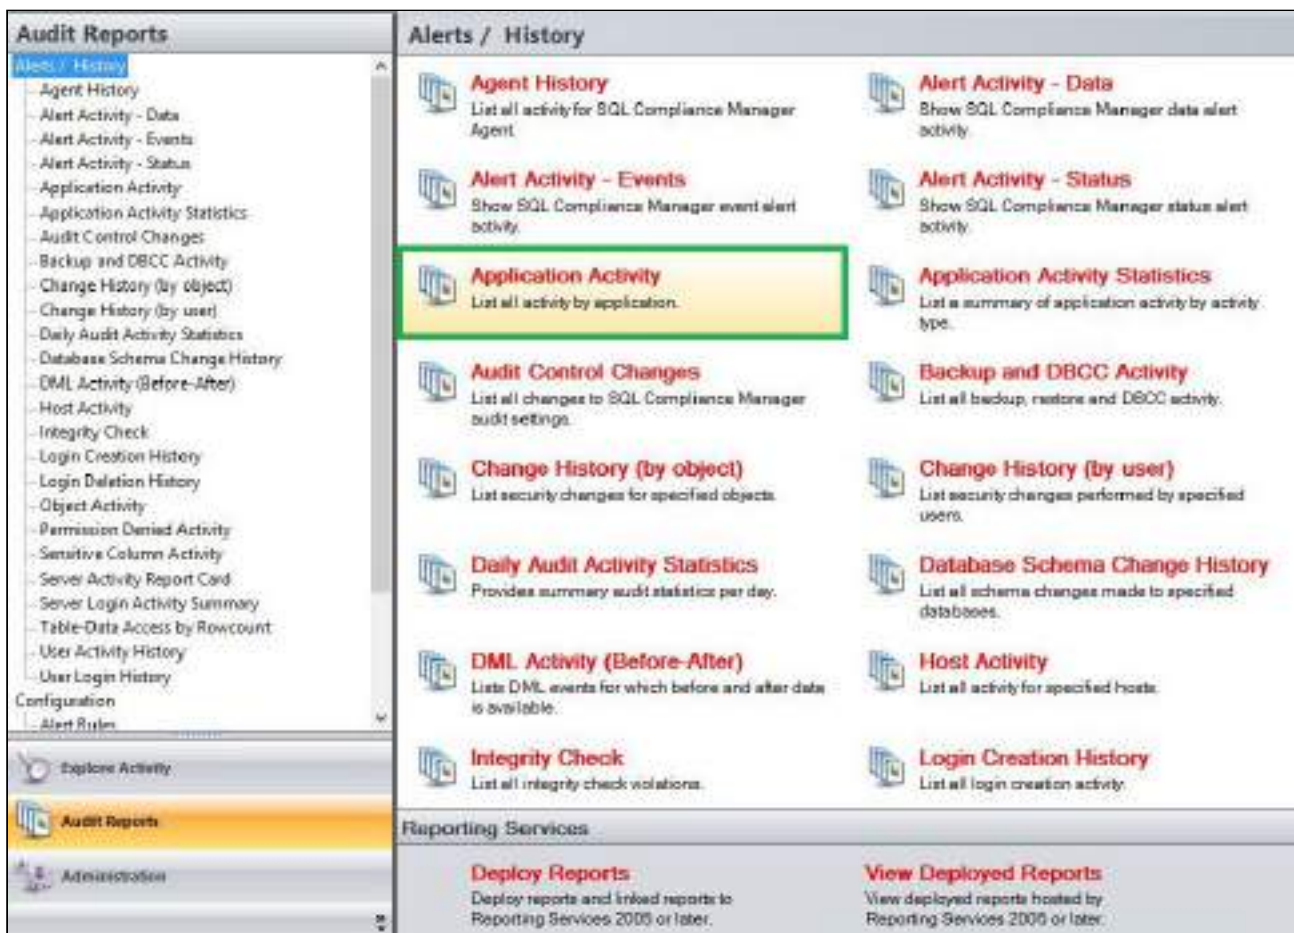 Audit Reports
Alerts / History
Agent History
Alert Activity - Data
Alert Activity - Events
Alert Activity - Status
Application Activity
Application Activity Statistics
Audit Control Changes
Backup and DBCC Activity
Change History (by object)
Change History (by user)
Daily Audit Activity Statistics
Database Schema Change History
DML Activity (Before-After)
Host Activity
Integrity Check
Login Creation History
Login Deletion History
Object Activity
Permission Denied Activity
Sensitive Column Activity
Server Activity Report Card
Server Login Activity Summary
Table-Data Access by Rowcount
User Activity History
User Login History
Configuration
Alert Rules
Explore Activity
Audit Reports
Administration
Alerts / History
Agent History
List all activity for SQL Compliance Manager
Agent.
Alert Activity - Data
Show SQL Compliance Manager data alert
activity.
Alert Activity - Events
Show SQL Compliance Manager event alert
activity.
Alert Activity - Status
Show SQL Compliance Manager status alert
activity.
Application Activity
List all activity by application.
Application Activity Statistics
List a summary of application activity by activity
type.
Audit Control Changes
List all changes to SQL Compliance Manager
audit settings.
Backup and DBCC Activity
List all backup, restore and DBCC activity.
Change History (by object)
List security changes for specified objects.
Change History (by user)
List security changes performed by specified
users.
Daily Audit Activity Statistics
Provides summary audit statistics per day.
Database Schema Change History
List all schema changes made to specified
databases.
DML Activity (Before-After)
Lists DML events for which before and after data
is available.
Host Activity
List all activity for specified hosts.
Integrity Check
List all integrity check violations.
Login Creation History
List all login creation activity.
Reporting Services
Deploy Reports
Deploy reports and linked reports to
Reporting Services 2005 or later.
View Deployed Reports
View deployed reports hosted by
Reporting Services 2005 or later.